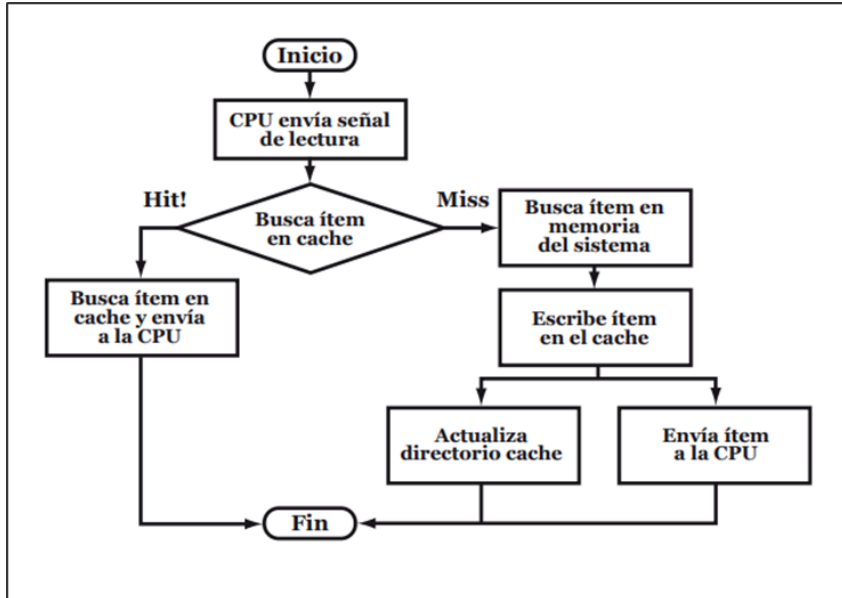 Inicio
CPU envía señal
de lectura
Hit!
Busca ítem
en cache
Miss
Busca ítem en
memoria
del sistema
Busca ítem en
cache y envía
a la CPU
Escribe ítem
en el cache
Actualiza
directorio cache
Envía ítem
a la CPU
Fin